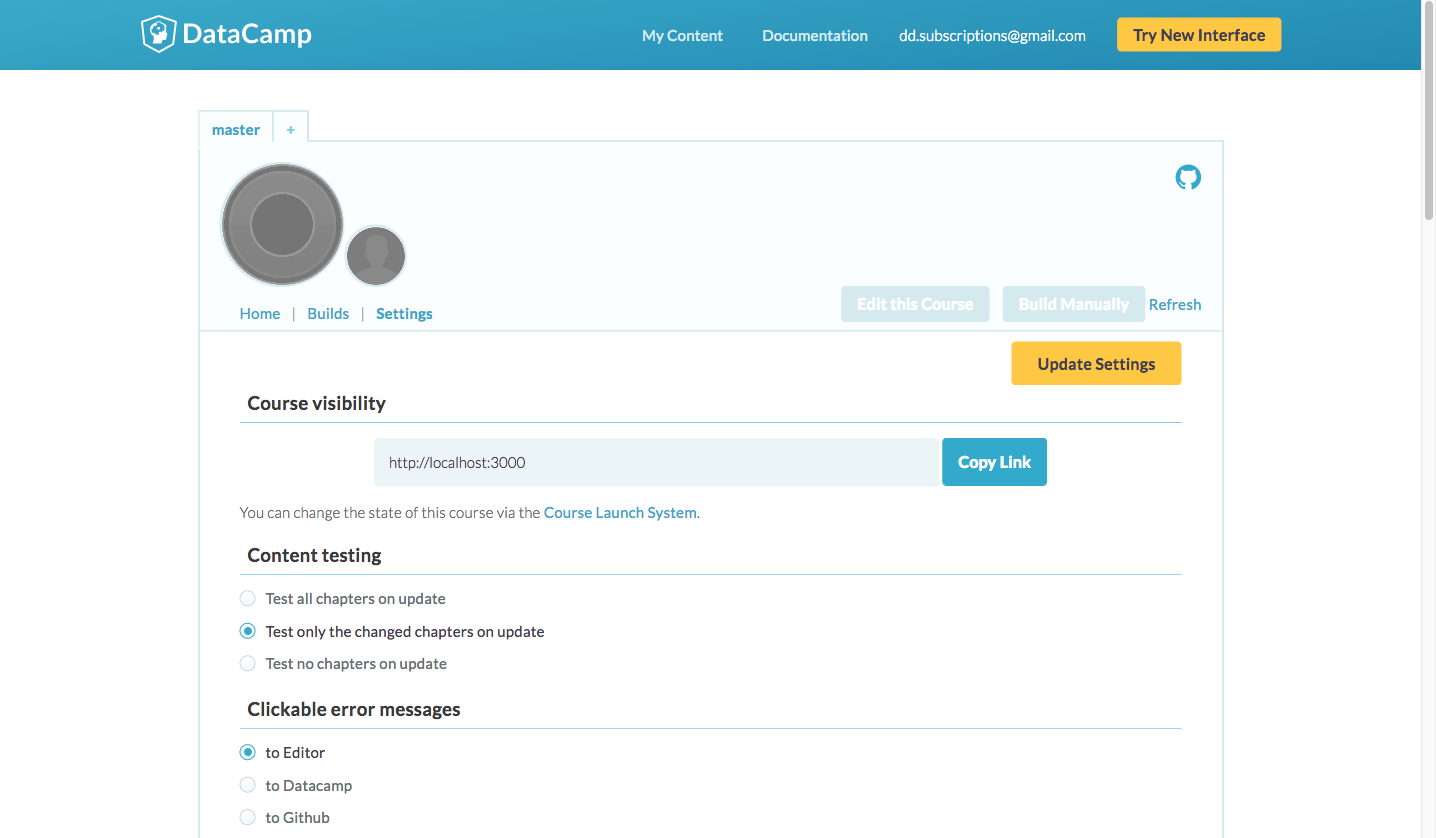 DataCamp
My Content Documentation dd.subscriptions@gmail.com Try New Interface
master +
Home | Builds | Settings
Edit this Course Build Manually Refresh
Update Settings
Course visibility
http://localhost:3000 Copy Link
You can change the state of this course via the Course Launch System.
Content testing
Test all chapters on update
Test only the changed chapters on update
Test no chapters on update
Clickable error messages
to Editor
to Datacamp
to Github